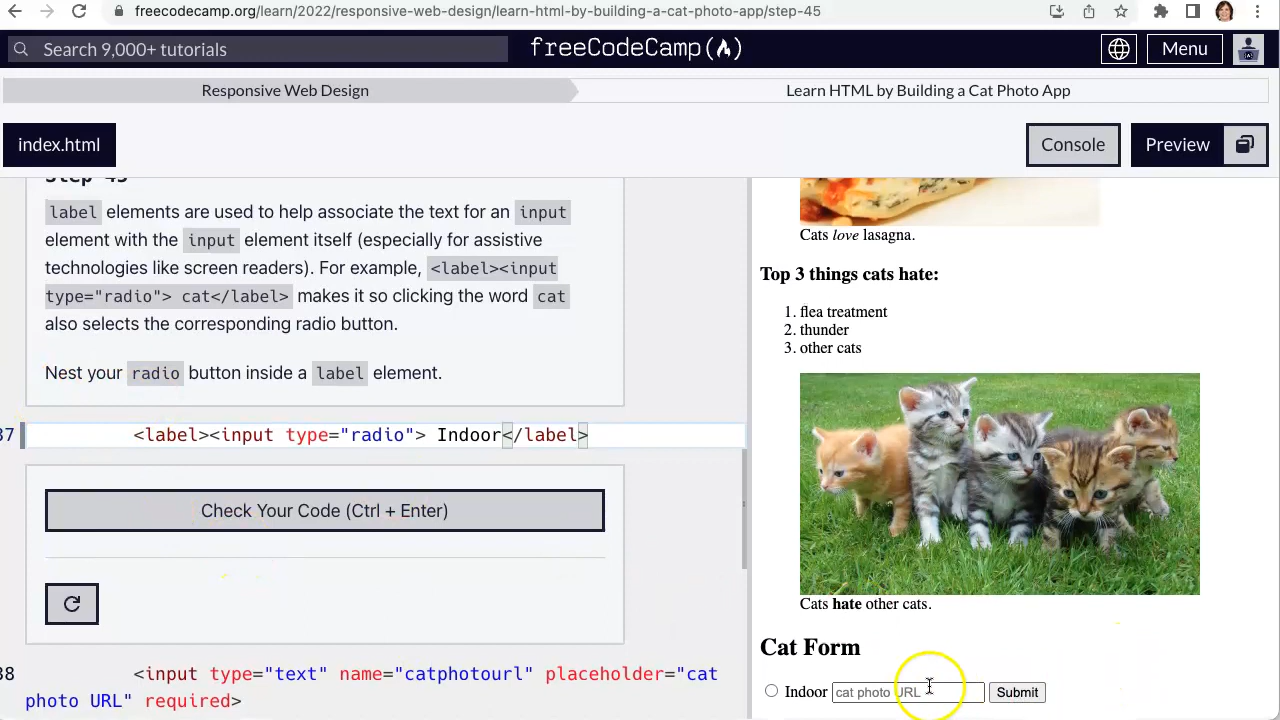 freecodecamp.org/learn/2022/responsive-web-design/learn-html-by-building-a-cat-photo-app/step-45
Search 9,000+ tutorials
freeCodeCamp
Menu
Responsive Web Design
Learn HTML by Building a Cat Photo App
index.html
Console
Preview
Step 45
label elements are used to help associate the text for an input
element with the input element itself (especially for assistive
technologies like screen readers). For example, <label><input
type="radio"> cat</label> makes it so clicking the word cat
also selects the corresponding radio button.
Nest your radio button inside a label element.
37 <label><input type="radio"> Indoor</label>
Check Your Code (Ctrl + Enter)
38 <input type="text" name="catphotourl" placeholder="cat
photo URL" required>
Cats love lasagna.
Top 3 things cats hate:
1. flea treatment
2. thunder
3. other cats
Cats hate other cats.
Cat Form
Indoor cat photo URL Submit